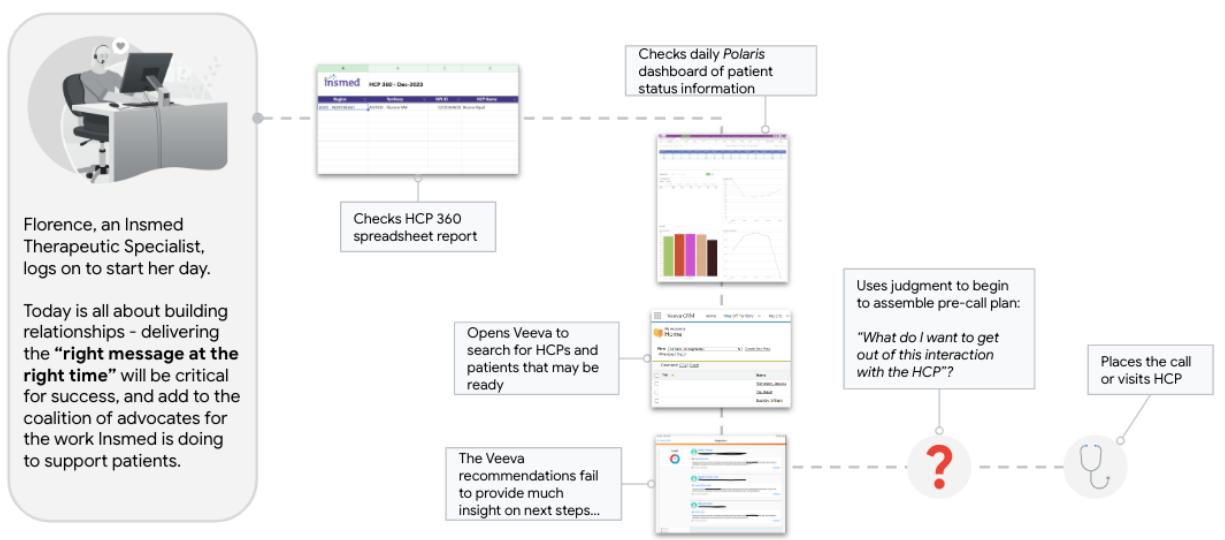 Florence, an Insmed
Therapeutic Specialist,
logs on to start her day.
Today is all about building
relationships - delivering
the “right message at the
right time” will be critical
for success, and add to the
coalition of advocates for
the work Insmed is doing
to support patients.
Insmed HCP 360 - Dec-2023
Region Territory NPI ID HCP Name
Checks HCP 360
spreadsheet report
Checks daily Polaris
dashboard of patient
status information
Opens Veeva to
search for HCPs and
patients that may be
ready
Veeva CRM Home
My Accounts
Home
Name
The Veeva
recommendations fail
to provide much
insight on next steps...
Uses judgment to begin
to assemble pre-call plan:
“What do I want to get
out of this interaction
with the HCP”?
?
Places the call
or visits HCP